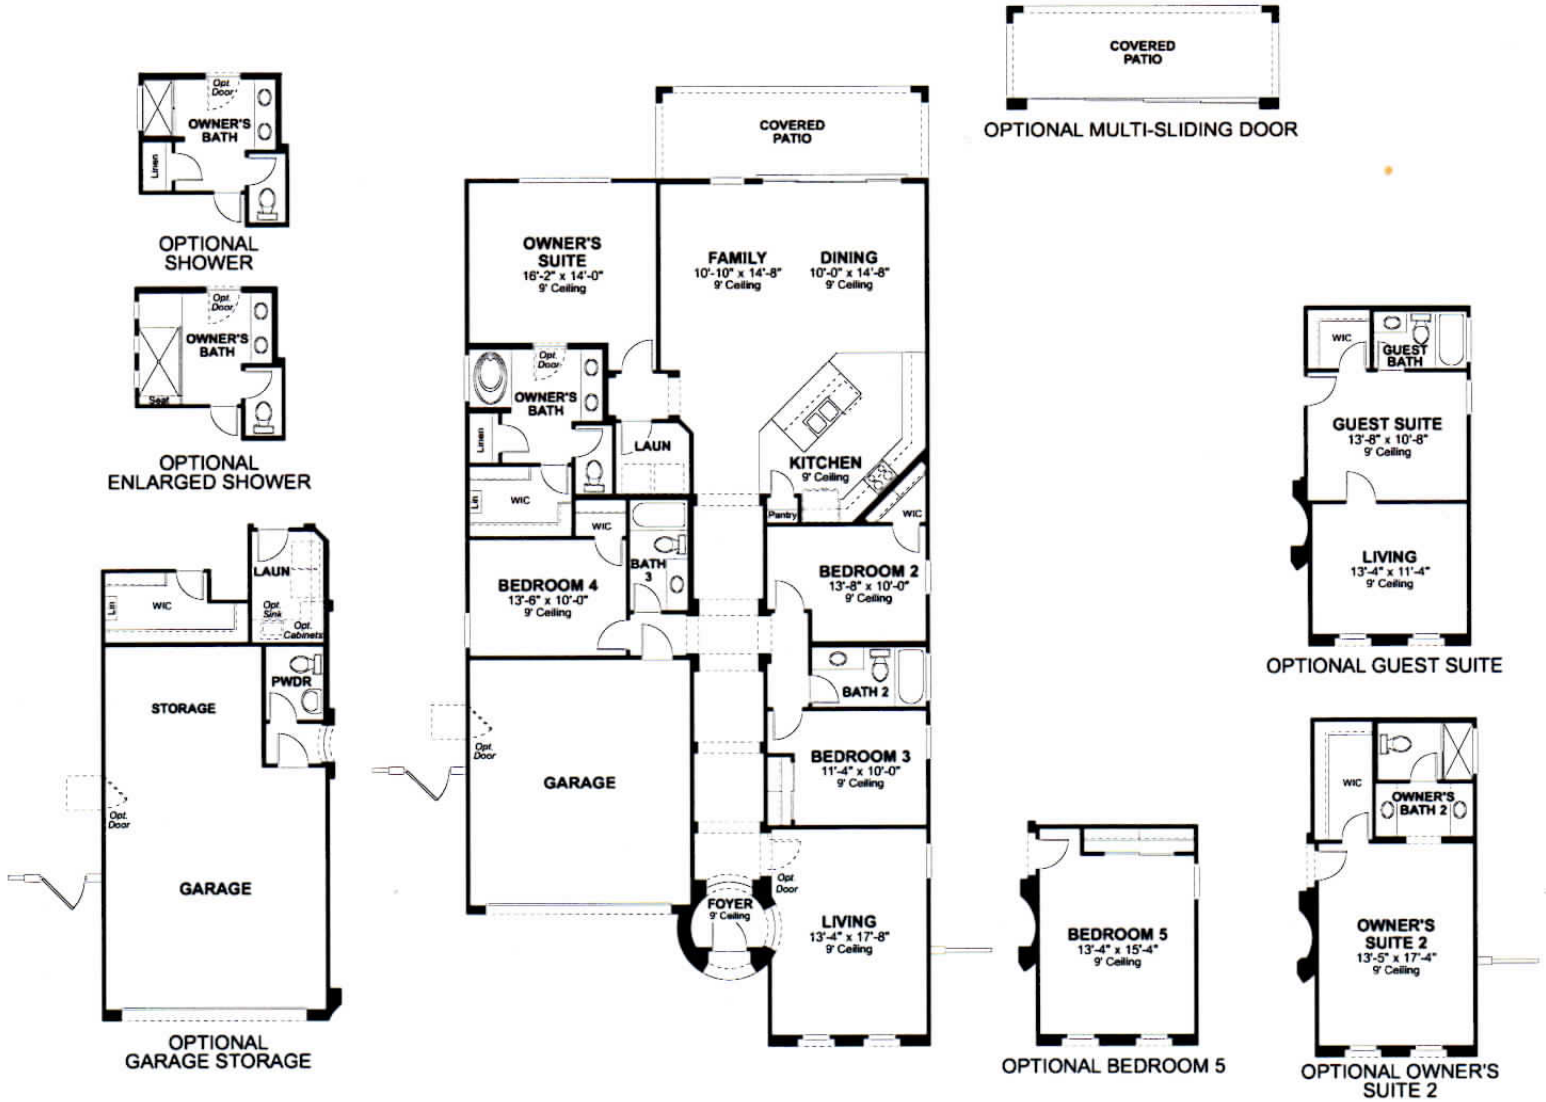 COVERED
PATIO
OPTIONAL MULTI-SLIDING DOOR
Opt.
Door
OWNER'S
BATH
Linen
OPTIONAL
SHOWER
Opt.
Door
OWNER'S
BATH
Seat
OPTIONAL
ENLARGED SHOWER
LAUN
Lin
WIC
Opt.
Sink
Opt.
Cabinets
PWDR
STORAGE
Opt.
Door
GARAGE
OPTIONAL
GARAGE STORAGE
COVERED
PATIO
OWNER'S
SUITE
16'-2" x 14'-0"
9' Ceiling
FAMILY
10'-10" x 14'-8"
9' Ceiling
DINING
10'-0" x 14'-8"
9' Ceiling
Opt.
Door
OWNER'S
BATH
Linen
LAUN
KITCHEN
9' Ceiling
Lin
WIC
WIC
Pantry
WIC
BATH
3
BEDROOM 4
13'-6" x 10'-0"
9' Ceiling
BEDROOM 2
13'-8" x 10'-0"
9' Ceiling
BATH 2
Opt.
Door
GARAGE
BEDROOM 3
11'-4" x 10'-0"
9' Ceiling
Opt.
Door
FOYER
9' Ceiling
LIVING
13'-4" x 17'-8"
9' Ceiling
WIC
GUEST
BATH
GUEST SUITE
13'-8" x 10'-8"
9' Ceiling
LIVING
13'-4" x 11'-4"
9' Ceiling
OPTIONAL GUEST SUITE
BEDROOM 5
13'-4" x 15'-4"
9' Ceiling
OPTIONAL BEDROOM 5
WIC
OWNER'S
BATH 2
OWNER'S
SUITE 2
13'-5" x 17'-4"
9' Ceiling
OPTIONAL OWNER'S
SUITE 2